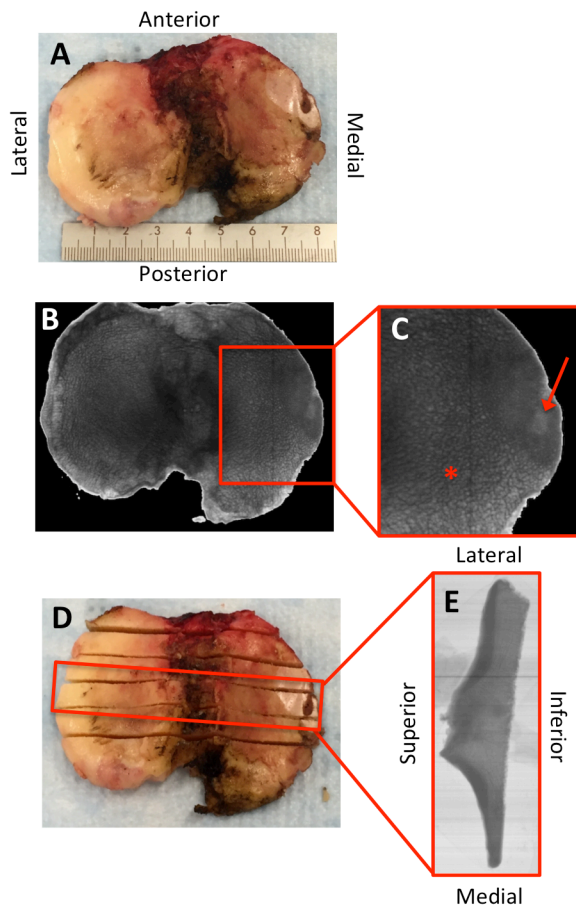 Anterior
A
Lateral
Medial
1 2 3 4 5 6 7 8
Posterior
B
C
*
Lateral
D
E
Superior
Inferior
Medial